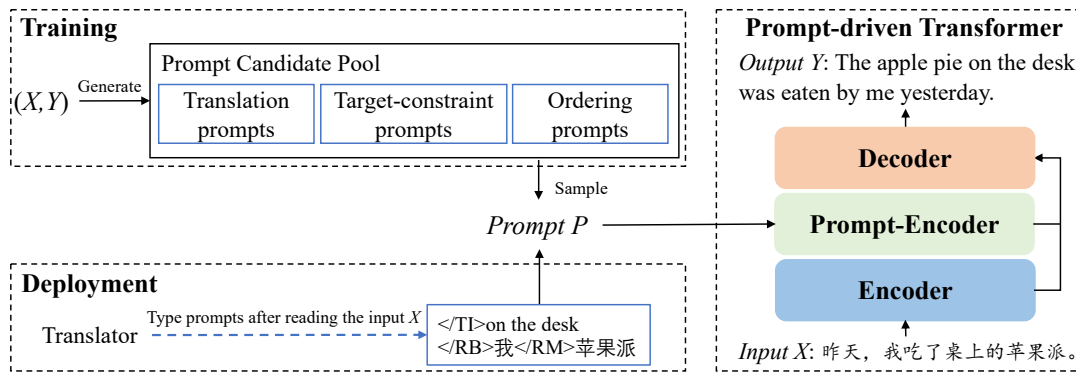 Training
(X,Y)
Generate
Prompt Candidate Pool
Translation
prompts
Target-constraint
prompts
Ordering
prompts
Sample
Prompt P
Deployment
Translator
Type prompts after reading the input X
</TI>on the desk
</RB>我</RM>苹果派
Prompt-driven Transformer
Output Y: The apple pie on the desk
was eaten by me yesterday.
Decoder
Prompt-Encoder
Encoder
Input X: 昨天，我吃了桌上的苹果派。